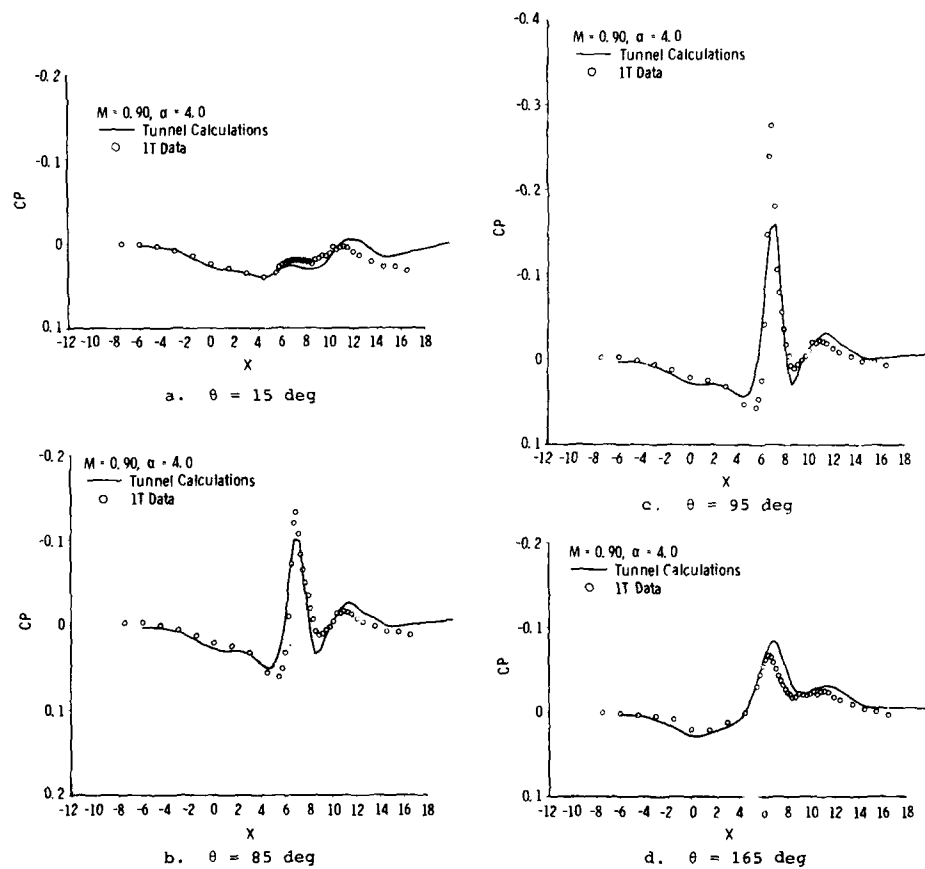 -0.2
M = 0.90, α = 4.0
Tunnel Calculations
1T Data
-0.1
CP
0
0.1
-12 -10 -8 -6 -4 -2 0 2 4 6 8 10 12 14 16 18
X
a. θ = 15 deg
-0.2
M = 0.90, α = 4.0
Tunnel Calculations
1T Data
-0.1
CP
0
0.1
0.2
-12 -10 -8 -6 -4 -2 0 2 4 6 8 10 12 14 16 18
X
b. θ = 85 deg
-0.4
M = 0.90, α = 4.0
Tunnel Calculations
1T Data
-0.3
-0.2
CP
-0.1
0
0.1
-12 -10 -8 -6 -4 -2 0 2 4 6 8 10 12 14 16 18
X
c. θ = 95 deg
-0.2
M = 0.90, α = 4.0
Tunnel Calculations
1T Data
-0.1
CP
0
0.1
-12 -10 -8 -6 -4 -2 0 2 4 8 10 12 14 16 18
X
d. θ = 165 deg